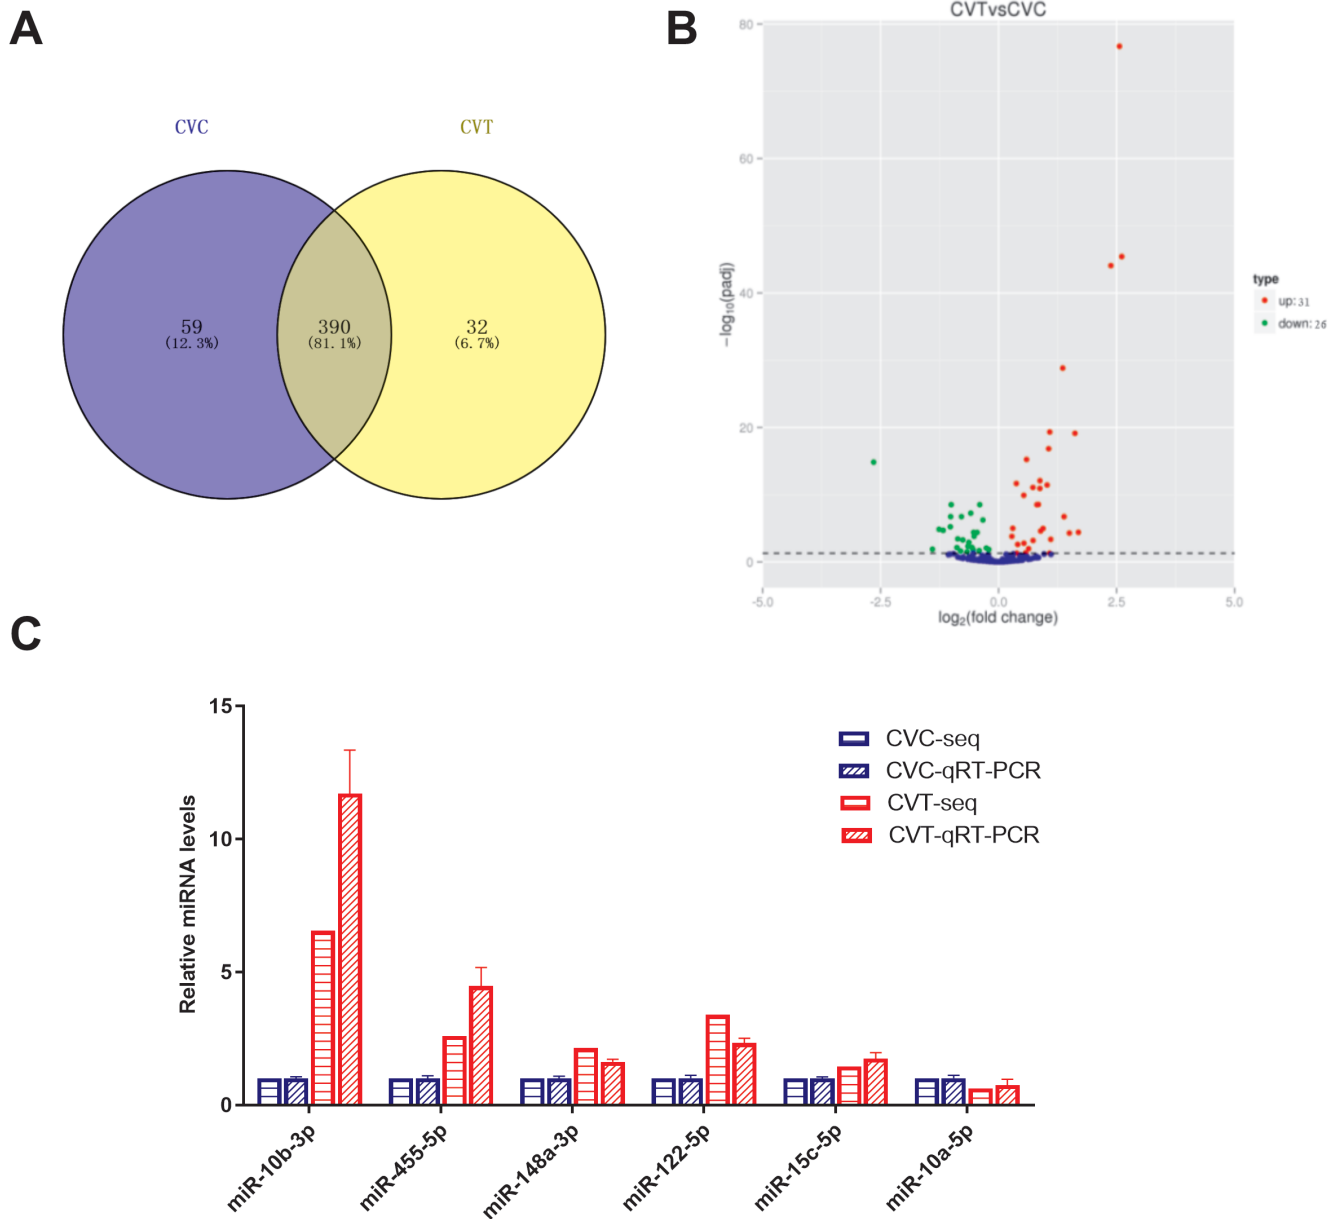 A
CVC
CVT
59
(12.3%)
390
(81.1%)
32
(6.7%)
B
CVTvsCVC
80
60
40
20
0
−log10(padj)
-5.0
-2.5
0.0
2.5
5.0
log2(fold change)
type
up:31
down:26
C
15
10
5
0
Relative miRNA levels
CVC-seq
CVC-qRT-PCR
CVT-seq
CVT-qRT-PCR
miR-10b-3p
miR-455-5p
miR-148a-3p
miR-122-5p
miR-15c-5p
miR-10a-5p